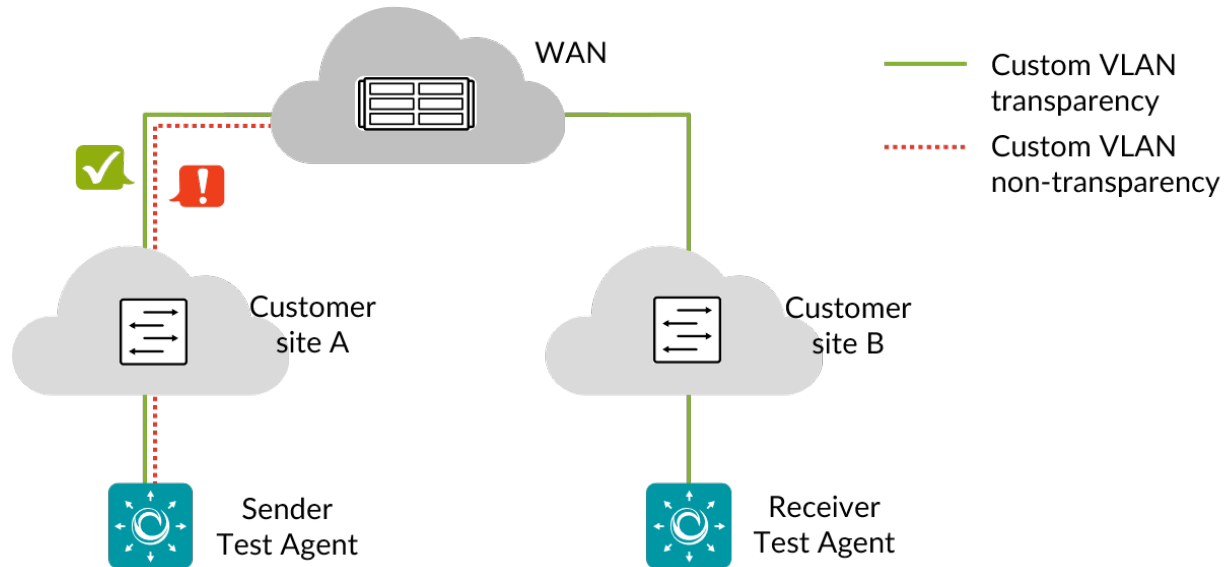 WAN
Custom VLAN
transparency
Custom VLAN
non-transparency
Customer
site A
Customer
site B
Sender
Test Agent
Receiver
Test Agent